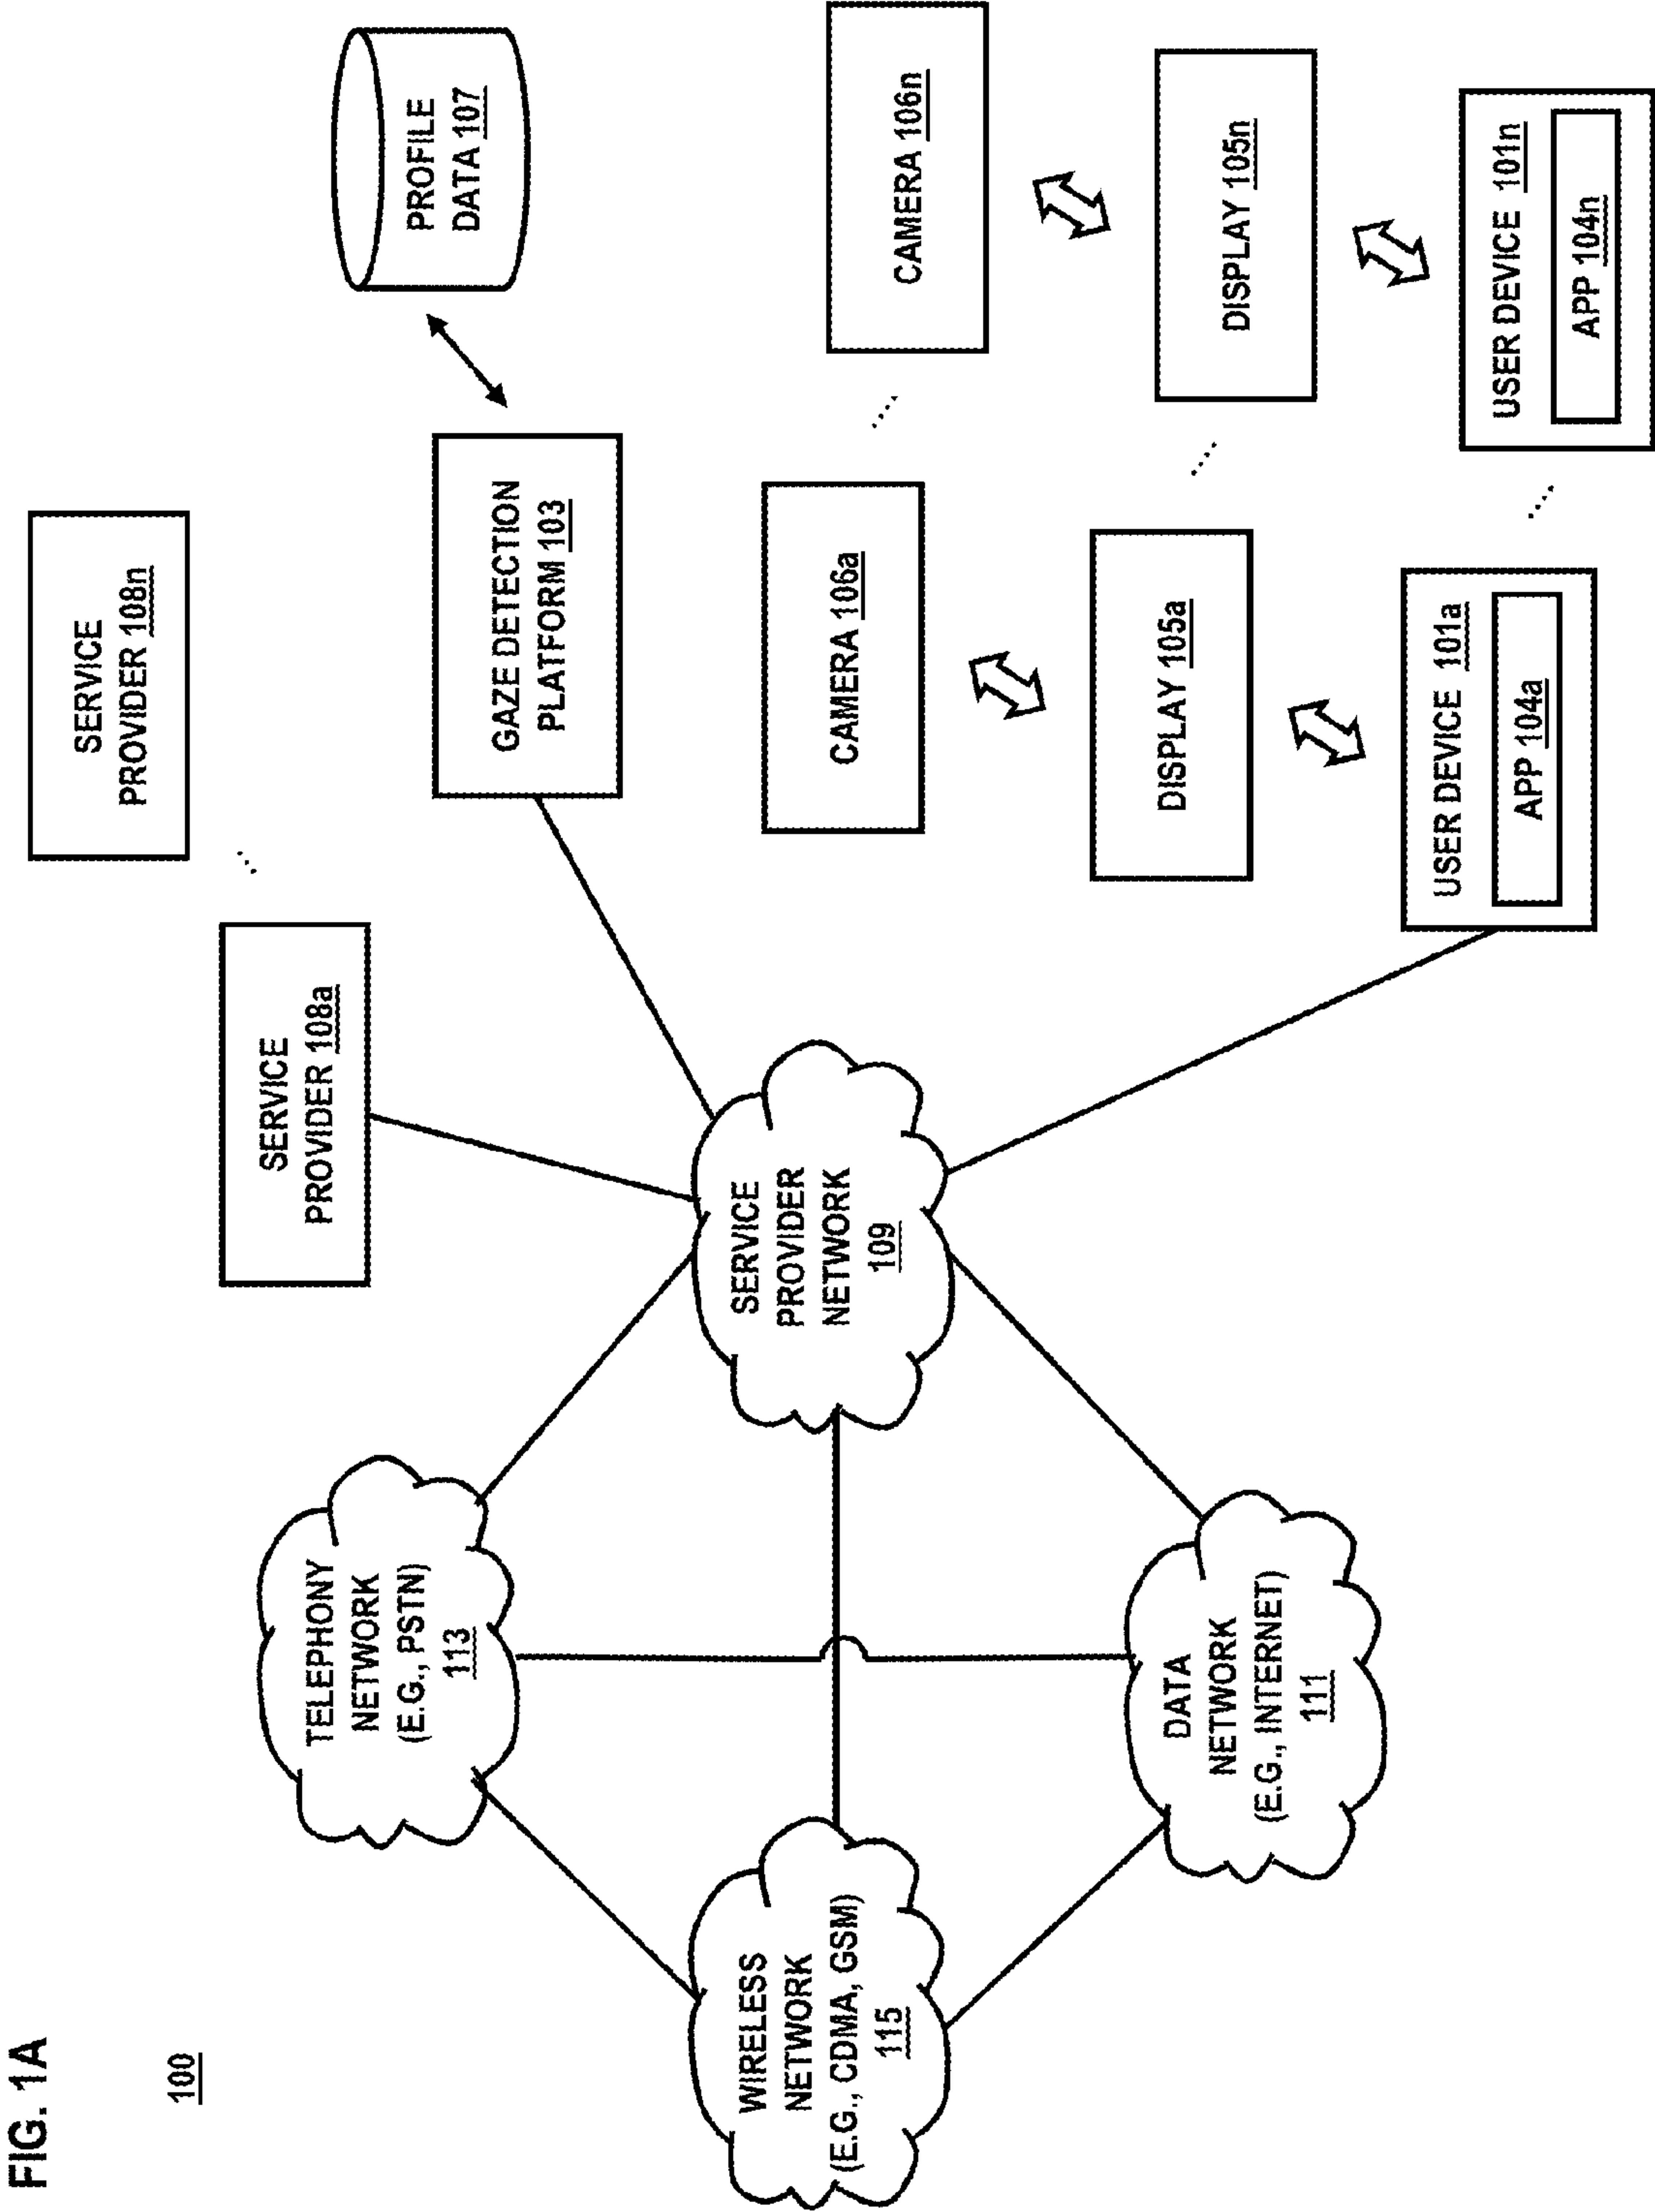 FIG. 1A
100
TELEPHONY
NETWORK
(E.G., PSTN)
113
WIRELESS
NETWORK
(E.G., CDMA, GSM)
115
SERVICE
PROVIDER
NETWORK
109
DATA
NETWORK
(E.G., INTERNET)
111
SERVICE
PROVIDER 108a
SERVICE
PROVIDER 108n
GAZE DETECTION
PLATFORM 103
PROFILE
DATA 107
CAMERA 106a
CAMERA 106n
DISPLAY 105a
DISPLAY 105n
USER DEVICE 101a
APP 104a
USER DEVICE 101n
APP 104n